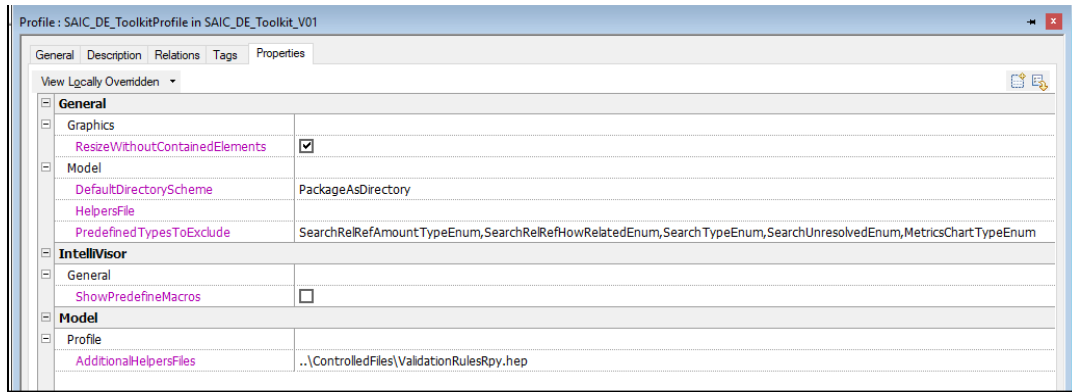 Profile : SAIC_DE_ToolkitProfile in SAIC_DE_Toolkit_V01
General Description Relations Tags Properties
View Locally Overridden
General
Graphics
ResizeWithoutContainedElements
Model
DefaultDirectoryScheme PackageAsDirectory
HelpersFile
PredefinedTypesToExclude SearchRelRefAmountTypeEnum,SearchRelRefHowRelatedEnum,SearchTypeEnum,SearchUnresolvedEnum,MetricsChartTypeEnum
IntelliVisor
General
ShowPredefineMacros
Model
Profile
AdditionalHelpersFiles ..\ControlledFiles\ValidationRulesRpy.hep